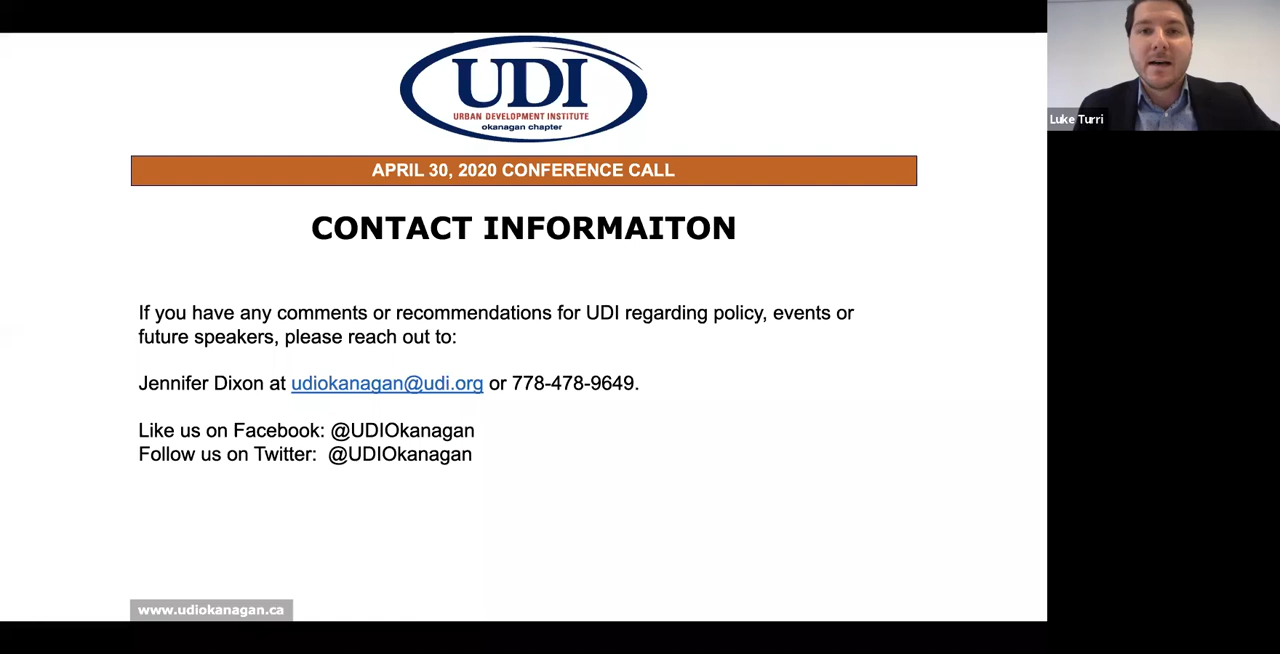 UDI
URBAN DEVELOPMENT INSTITUTE
okanagan chapter
APRIL 30, 2020 CONFERENCE CALL
CONTACT INFORMAITON
If you have any comments or recommendations for UDI regarding policy, events or
future speakers, please reach out to:
Jennifer Dixon at udiokanagan@udi.org or 778-478-9649.
Like us on Facebook: @UDIOkanagan
Follow us on Twitter:  @UDIOkanagan
www.udiokanagan.ca
Luke Turri